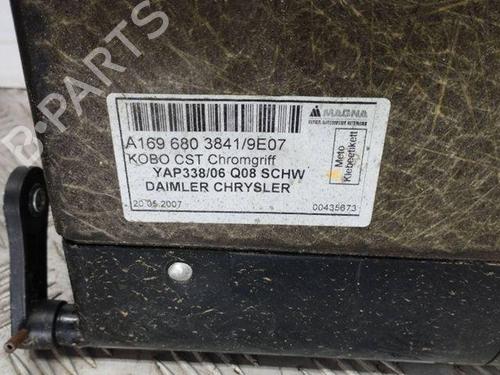 MAGNA
A169 680 3841/9E07
KOBO CST Chromgriff
YAP338/06 Q08 SCHW
DAIMLER CHRYSLER
20.05.2007
00435673
Meto
Klebeetikett